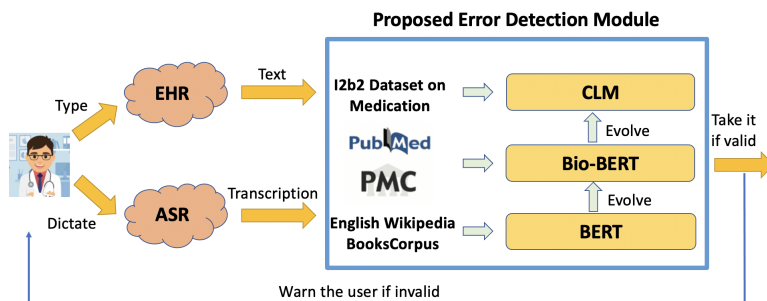 Proposed Error Detection Module
Type
EHR
Text
I2b2 Dataset on
Medication
CLM
Evolve
Take it
if valid
PubMed
PMC
Bio-BERT
Evolve
Dictate
ASR
Transcription
English Wikipedia
BooksCorpus
BERT
Warn the user if invalid